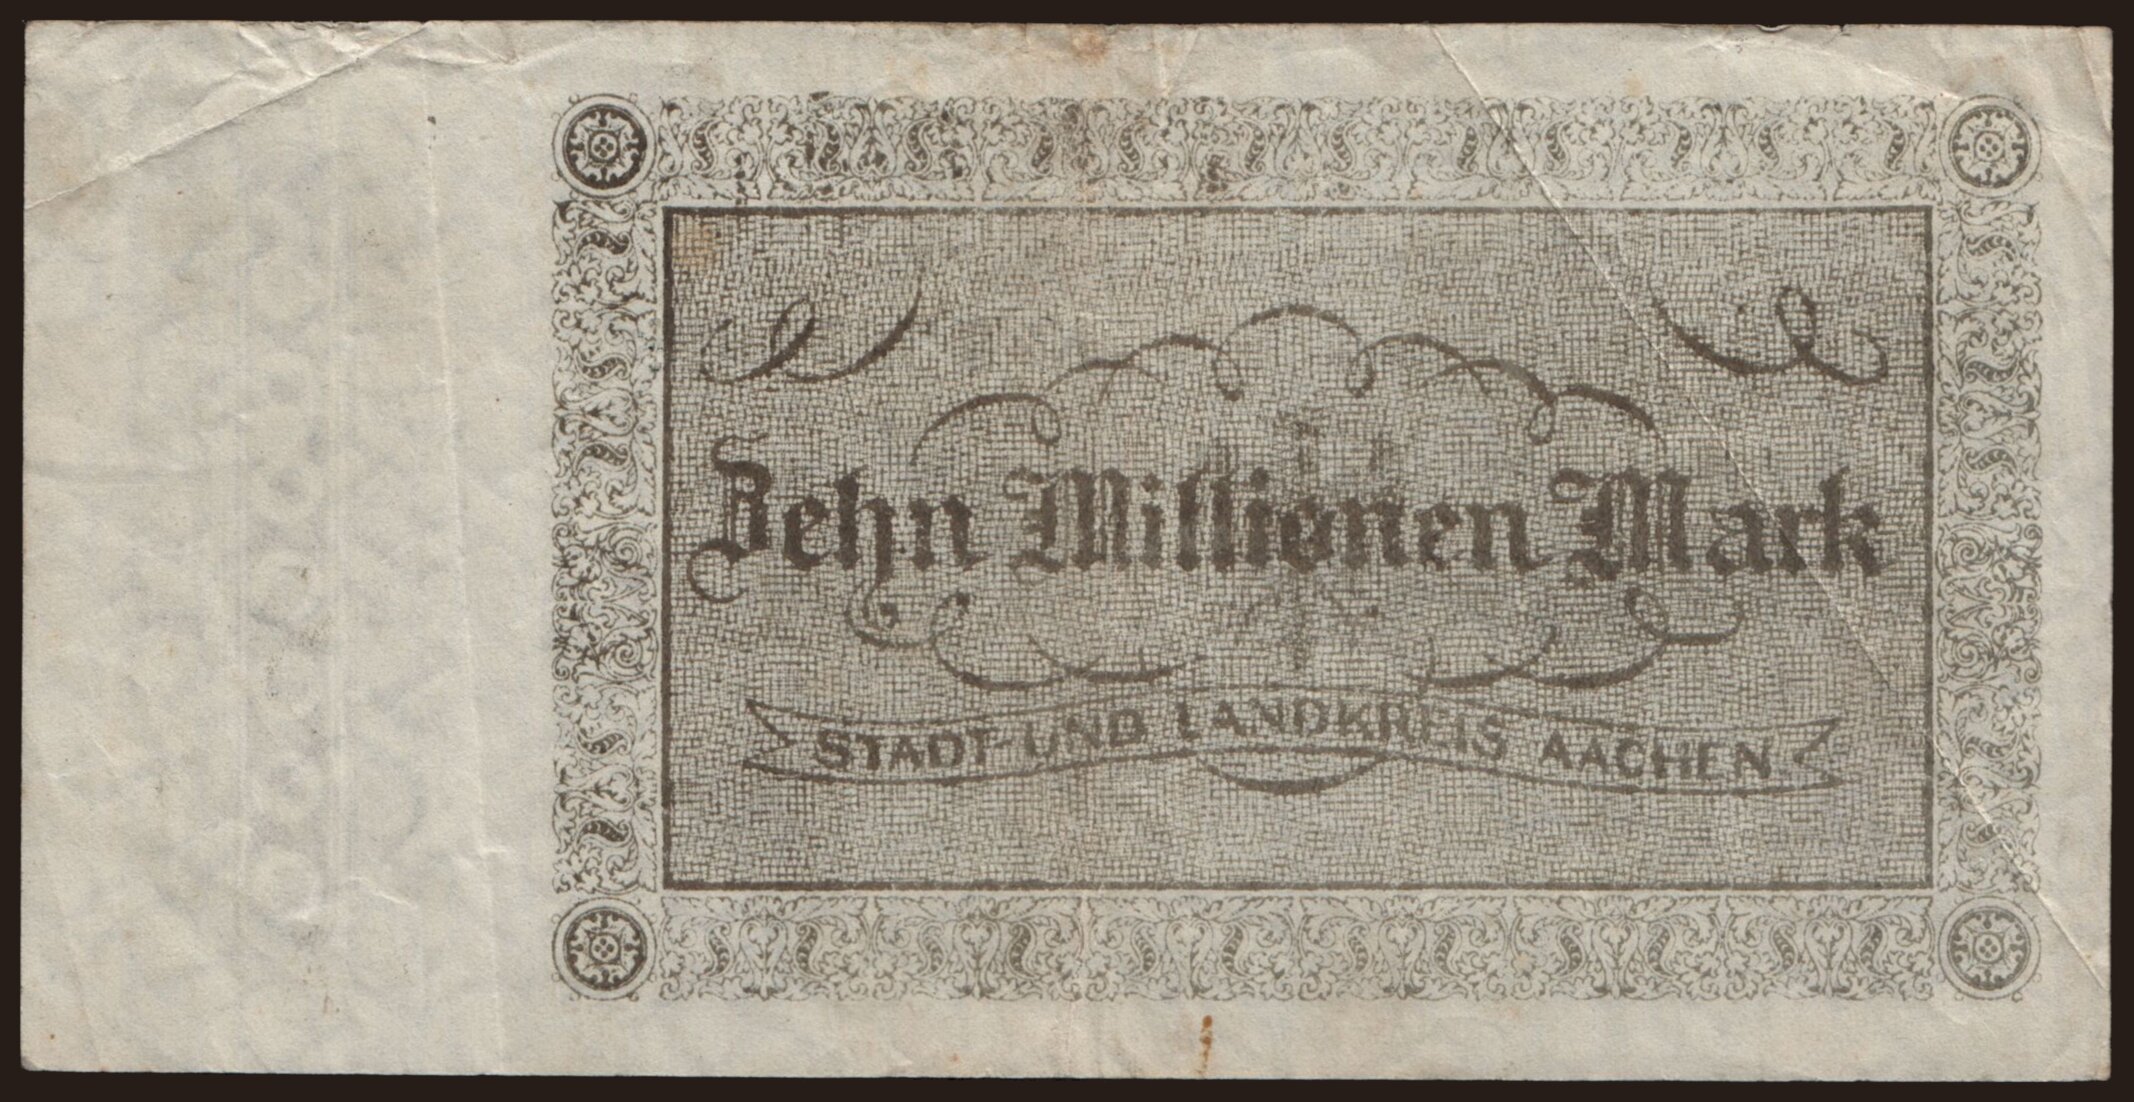 Zehn Millionen Mark
STADT- UND LANDKREIS AACHEN